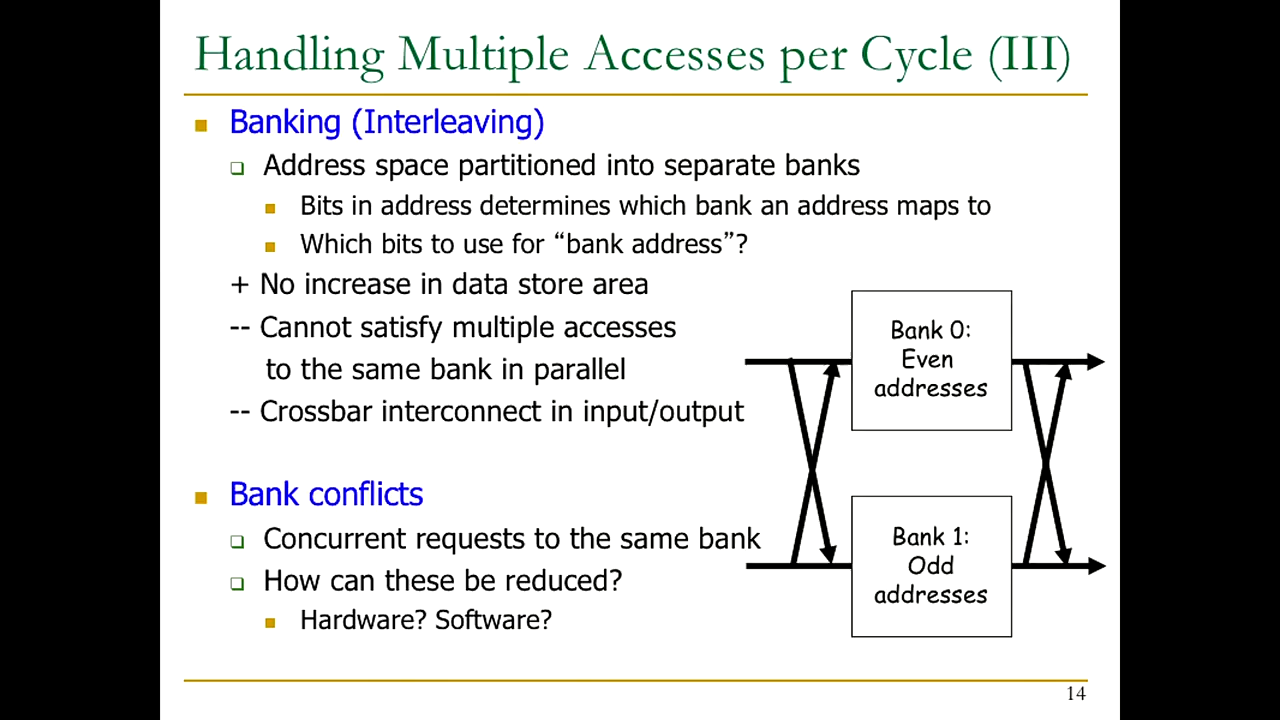 Handling Multiple Accesses per Cycle (III)
Banking (Interleaving)
Address space partitioned into separate banks
Bits in address determines which bank an address maps to
Which bits to use for “bank address”?
+ No increase in data store area
-- Cannot satisfy multiple accesses
to the same bank in parallel
-- Crossbar interconnect in input/output
Bank conflicts
Concurrent requests to the same bank
How can these be reduced?
Hardware? Software?
Bank 0:
Even
addresses
Bank 1:
Odd
addresses
14